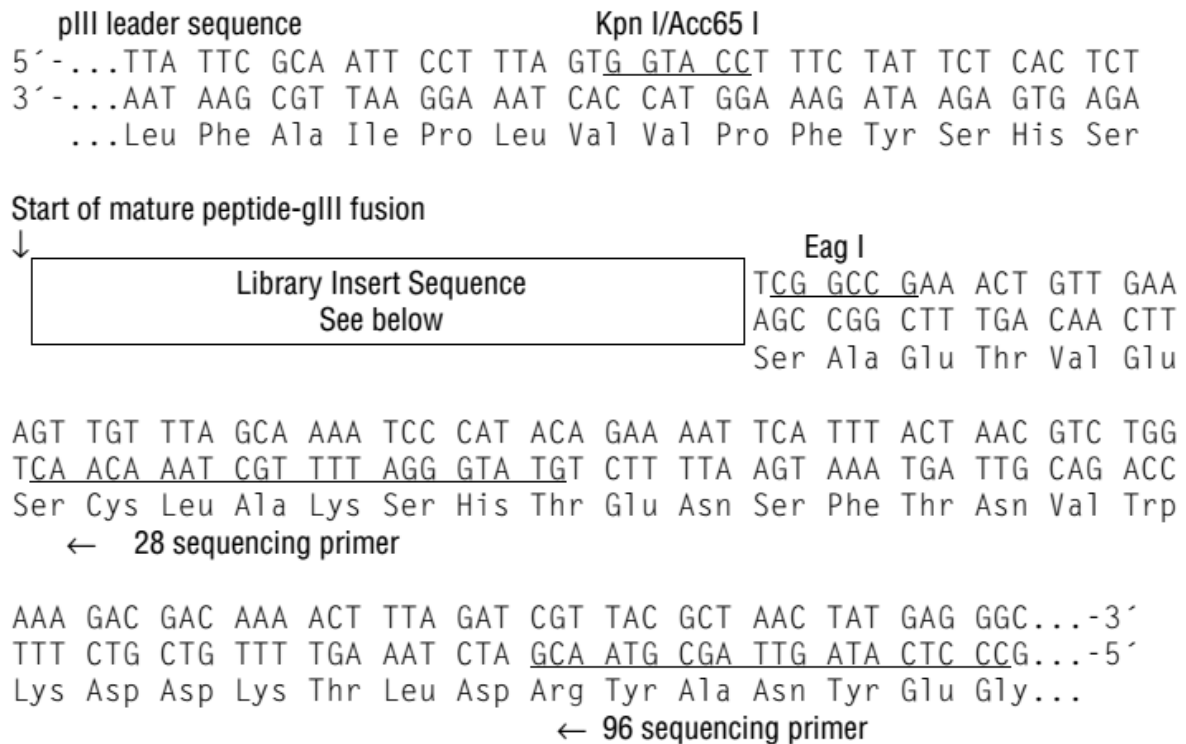 pIII leader sequence Kpn I/Acc65 I
5´-...TTA TTC GCA ATT CCT TTA GTG GTA CCT TTC TAT TCT CAC TCT
3´-...AAT AAG CGT TAA GGA AAT CAC CAT GGA AAG ATA AGA GTG AGA
...Leu Phe Ala Ile Pro Leu Val Val Pro Phe Tyr Ser His Ser
Start of mature peptide-gIII fusion
↓
Eag I
Library Insert Sequence TCG GCC GAA ACT GTT GAA
See below AGC CGG CTT TGA CAA CTT
Ser Ala Glu Thr Val Glu
AGT TGT TTA GCA AAA TCC CAT ACA GAA AAT TCA TTT ACT AAC GTC TGG
TCA ACA AAT CGT TTT AGG GTA TGT CTT TTA AGT AAA TGA TTG CAG ACC
Ser Cys Leu Ala Lys Ser His Thr Glu Asn Ser Phe Thr Asn Val Trp
← 28 sequencing primer
AAA GAC GAC AAA ACT TTA GAT CGT TAC GCT AAC TAT GAG GGC...-3´
TTT CTG CTG TTT TGA AAT CTA GCA ATG CGA TTG ATA CTC CCG...-5´
Lys Asp Asp Lys Thr Leu Asp Arg Tyr Ala Asn Tyr Glu Gly...
← 96 sequencing primer